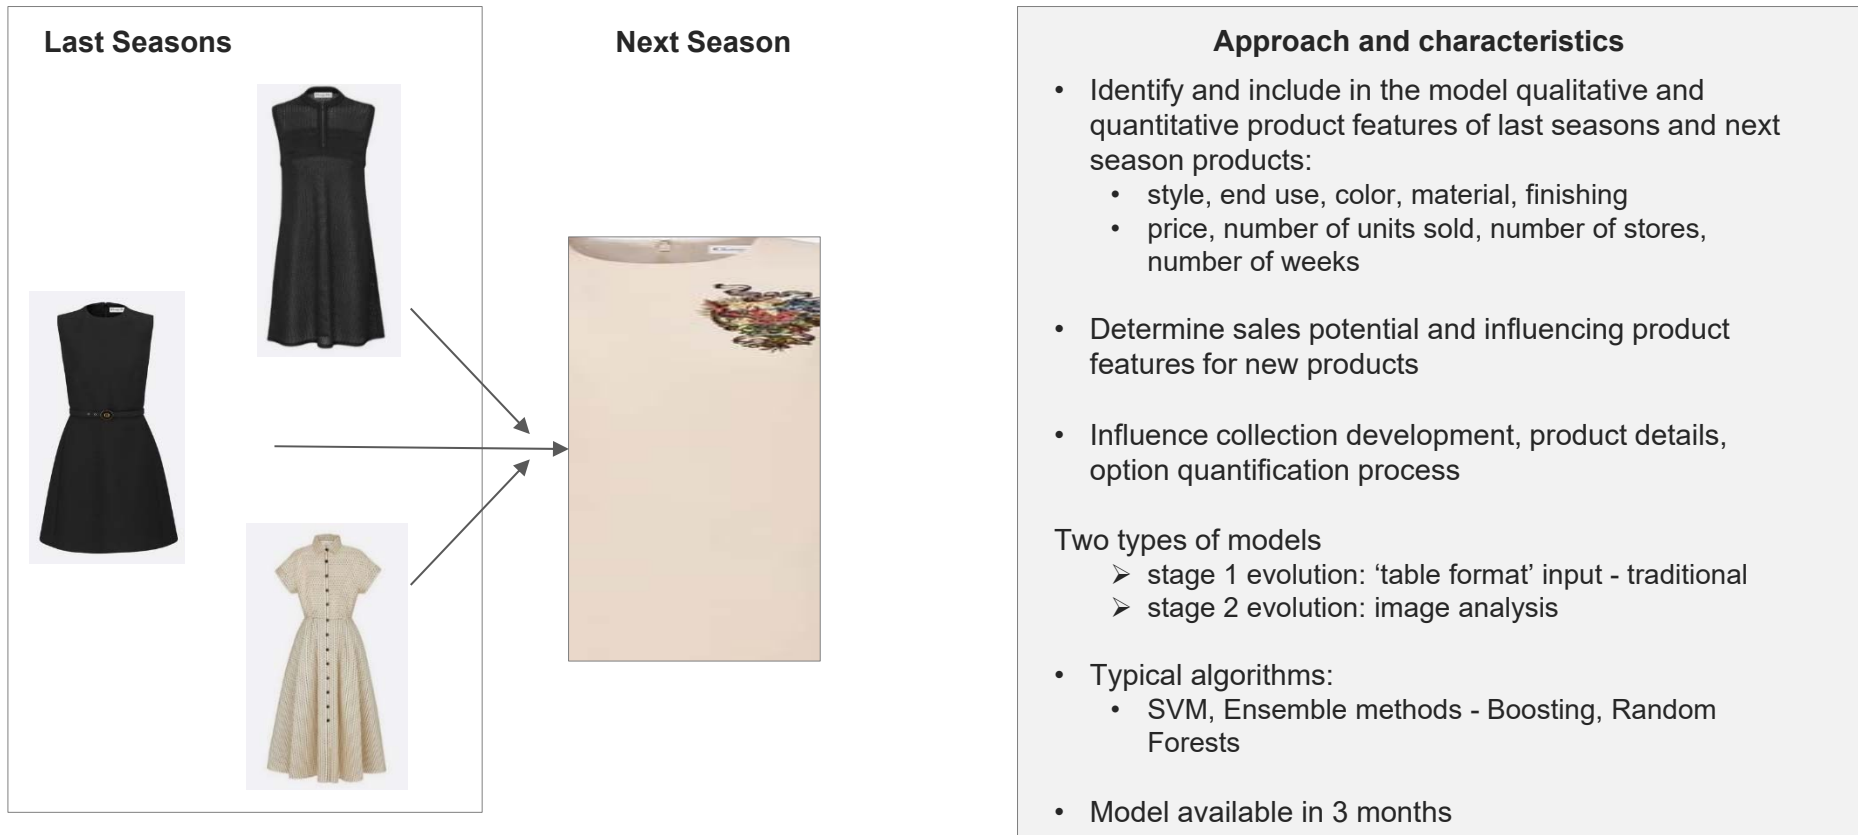 Last Seasons
Next Season
Approach and characteristics
• Identify and include in the model qualitative and
quantitative product features of last seasons and next
season products:
• style, end use, color, material, finishing
• price, number of units sold, number of stores,
number of weeks
• Determine sales potential and influencing product
features for new products
• Influence collection development, product details,
option quantification process
Two types of models
➢ stage 1 evolution: ‘table format’ input - traditional
➢ stage 2 evolution: image analysis
• Typical algorithms:
• SVM, Ensemble methods - Boosting, Random
Forests
• Model available in 3 months